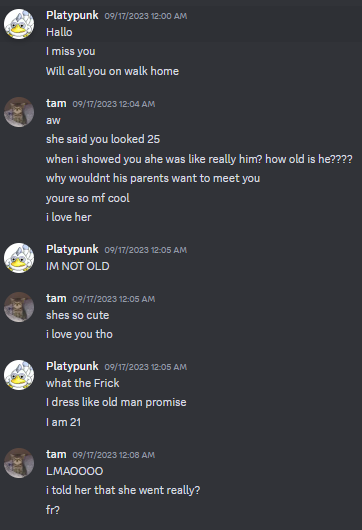 Platypunk 09/17/2023 12:00 AM
Hallo
I miss you
Will call you on walk home
tam 09/17/2023 12:04 AM
aw
she said you looked 25
when i showed you ahe was like really him? how old is he????
why wouldnt his parents want to meet you
youre so mf cool
i love her
Platypunk 09/17/2023 12:05 AM
IM NOT OLD
tam 09/17/2023 12:05 AM
shes so cute
i love you tho
Platypunk 09/17/2023 12:05 AM
what the Frick
I dress like old man promise
I am 21
tam 09/17/2023 12:08 AM
LMAOOOO
i told her that she went really?
fr?